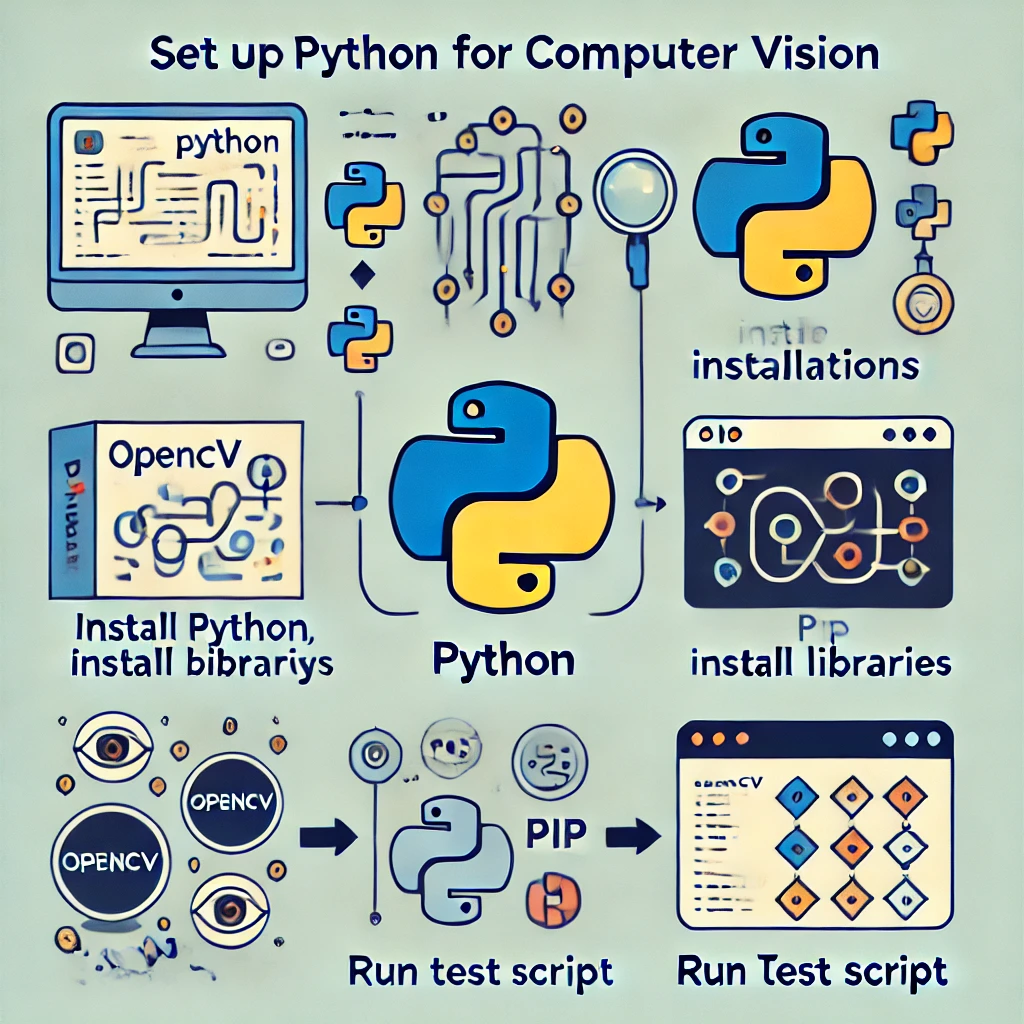 Set up Python for Computer Vision
python
installations
OpencV
Install Python,
install bibrariys
Python
Pip
install libraries
OPENCV
OPENCV
PIP
Run test script
Run Test script